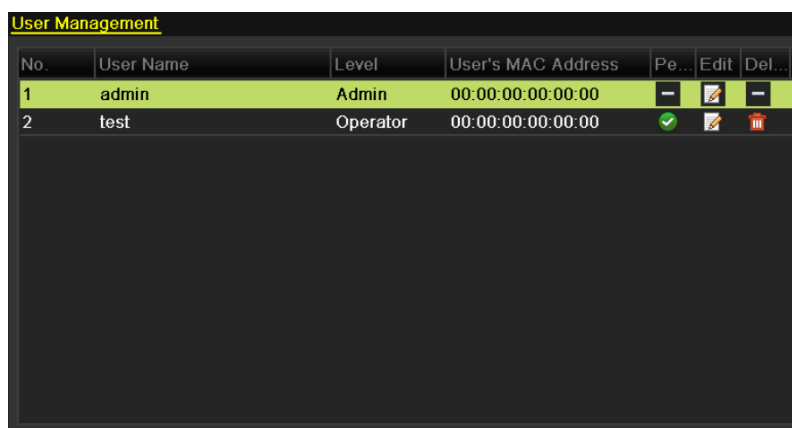 User Management
No. User Name Level User's MAC Address Pe... Edit Del...
1 admin Admin 00:00:00:00:00:00
2 test Operator 00:00:00:00:00:00